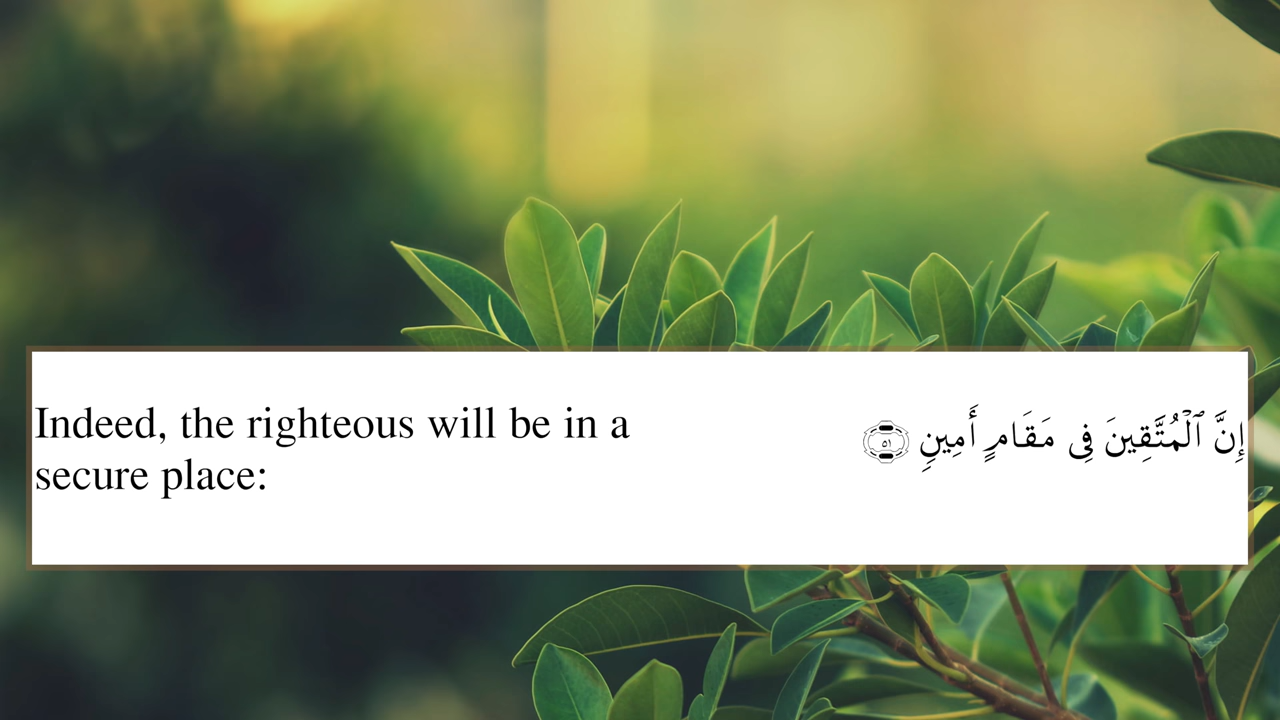 Indeed, the righteous will be in a
secure place:
إِنَّ ٱلْمُتَّقِينَ فِى مَقَامٍ أَمِينٍۢ ٥١